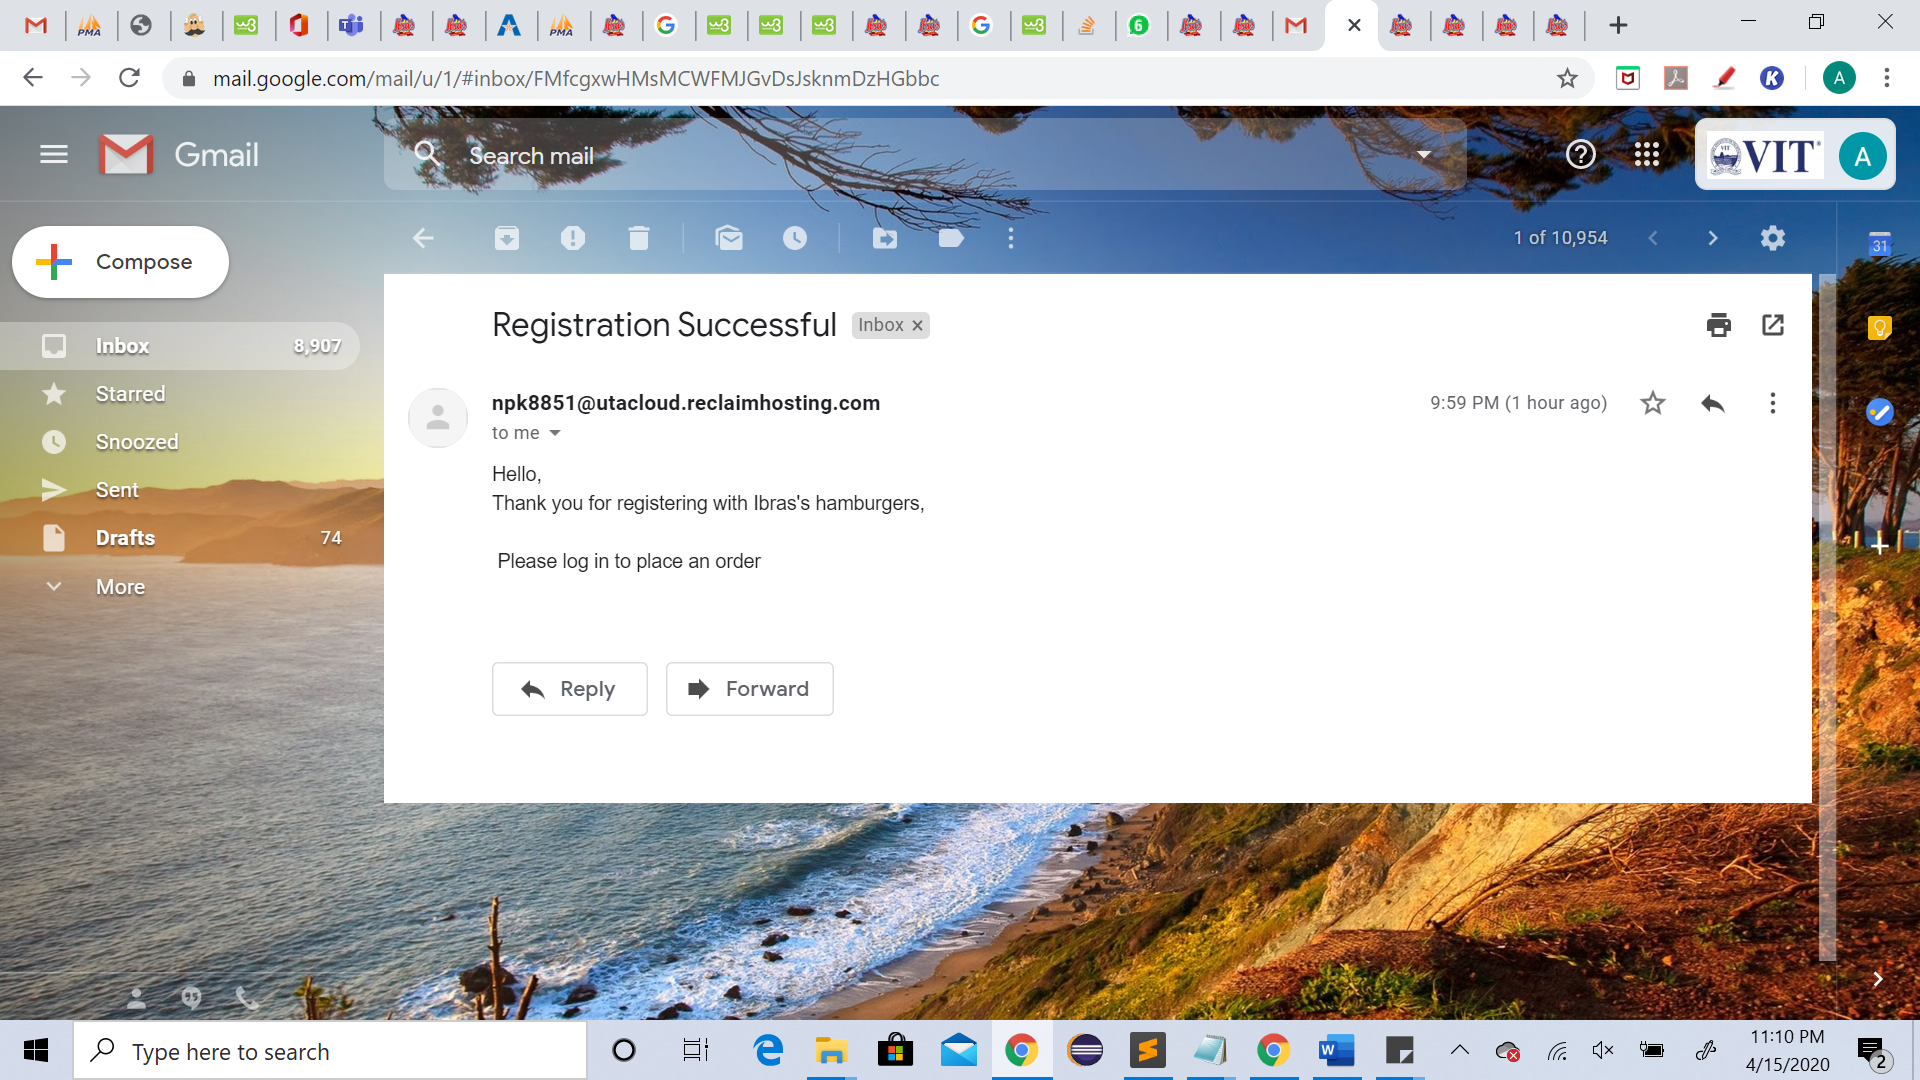 mail.google.com/mail/u/1/#inbox/FMfcgxwHMsMCWFMJGvDsJsknmDzHGbbc
A
Gmail
Search mail
VIT
A
Compose
1 of 10,954
31
Inbox 8,907
Starred
Snoozed
Sent
Drafts 74
More
Registration Successful
Inbox
npk8851@utacloud.reclaimhosting.com
9:59 PM (1 hour ago)
to me
Hello,
Thank you for registering with Ibras's hamburgers,
Please log in to place an order
Reply
Forward
Type here to search
11:10 PM
4/15/2020
2